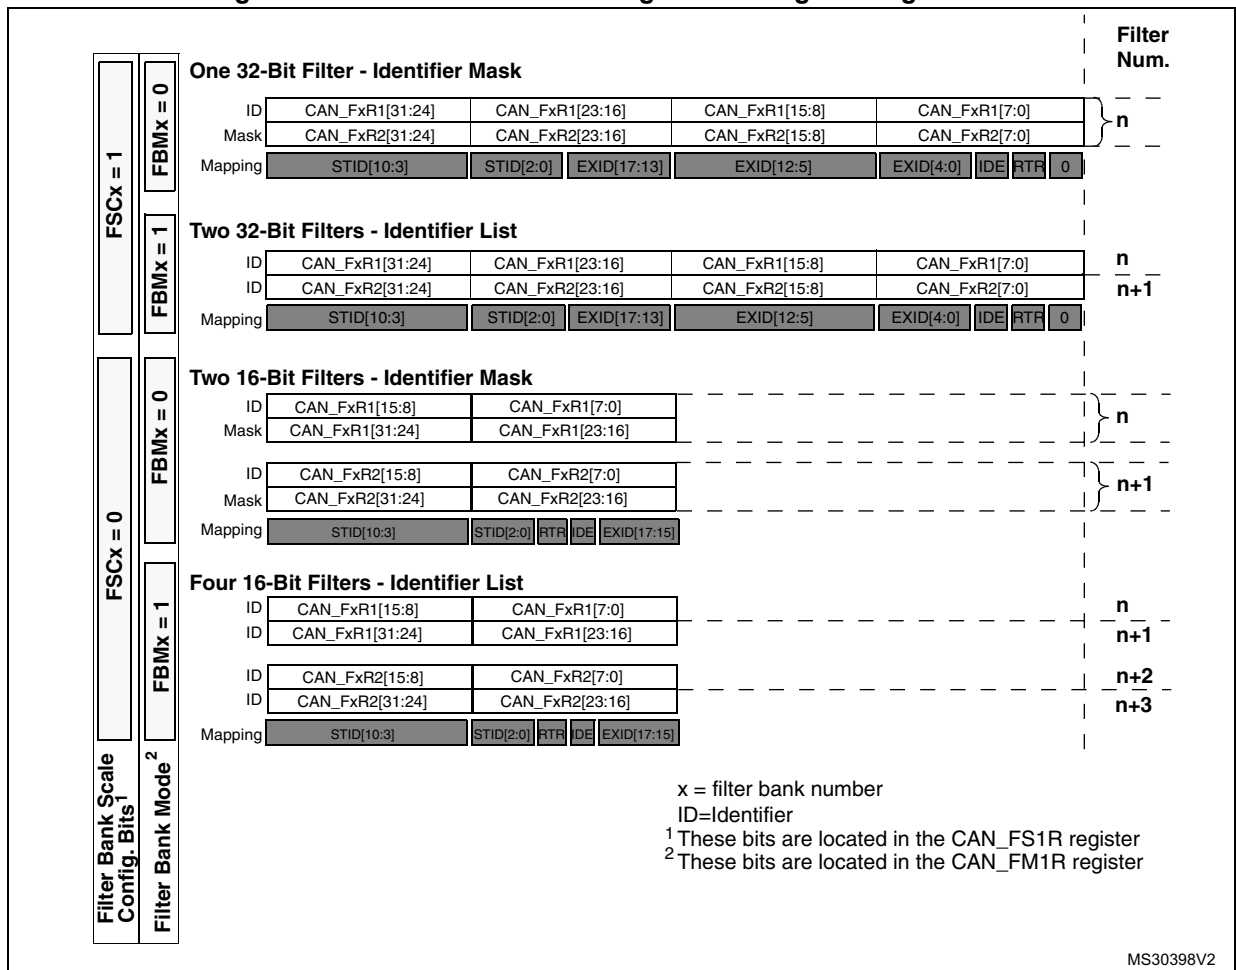 Filter
Num.
One 32-Bit Filter - Identifier Mask
ID CAN_FxR1[31:24] CAN_FxR1[23:16] CAN_FxR1[15:8] CAN_FxR1[7:0] n
Mask CAN_FxR2[31:24] CAN_FxR2[23:16] CAN_FxR2[15:8] CAN_FxR2[7:0]
Mapping STID[10:3] STID[2:0] EXID[17:13] EXID[12:5] EXID[4:0] IDE RTR 0
FBMx = 0
FSCx = 1
Two 32-Bit Filters - Identifier List
ID CAN_FxR1[31:24] CAN_FxR1[23:16] CAN_FxR1[15:8] CAN_FxR1[7:0] n
ID CAN_FxR2[31:24] CAN_FxR2[23:16] CAN_FxR2[15:8] CAN_FxR2[7:0] n+1
Mapping STID[10:3] STID[2:0] EXID[17:13] EXID[12:5] EXID[4:0] IDE RTR 0
FBMx = 1
Two 16-Bit Filters - Identifier Mask
ID CAN_FxR1[15:8] CAN_FxR1[7:0] n
Mask CAN_FxR1[31:24] CAN_FxR1[23:16]
ID CAN_FxR2[15:8] CAN_FxR2[7:0] n+1
Mask CAN_FxR2[31:24] CAN_FxR2[23:16]
Mapping STID[10:3] STID[2:0] RTR IDE EXID[17:15]
FBMx = 0
FSCx = 0
Four 16-Bit Filters - Identifier List
ID CAN_FxR1[15:8] CAN_FxR1[7:0] n
ID CAN_FxR1[31:24] CAN_FxR1[23:16] n+1
ID CAN_FxR2[15:8] CAN_FxR2[7:0] n+2
ID CAN_FxR2[31:24] CAN_FxR2[23:16] n+3
Mapping STID[10:3] STID[2:0] RTR IDE EXID[17:15]
FBMx = 1
Filter Bank Scale
Config. Bits1
Filter Bank Mode2
x = filter bank number
ID=Identifier
1 These bits are located in the CAN_FS1R register
2 These bits are located in the CAN_FM1R register
MS30398V2